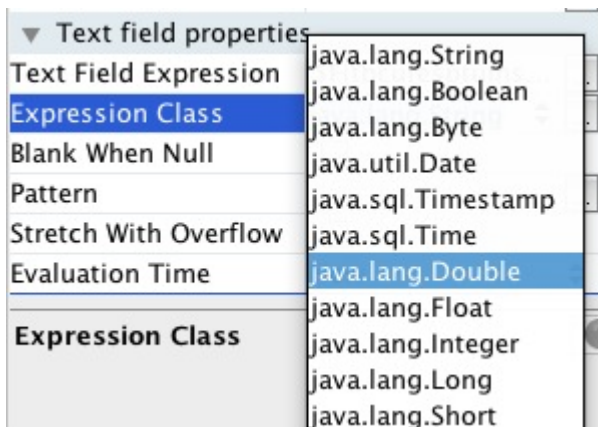 Text field properties
Text Field Expression
Expression Class
Blank When Null
Pattern
Stretch With Overflow
Evaluation Time
Expression Class
java.lang.String
java.lang.Boolean
java.lang.Byte
java.util.Date
java.sql.Timestamp
java.sql.Time
java.lang.Double
java.lang.Float
java.lang.Integer
java.lang.Long
java.lang.Short